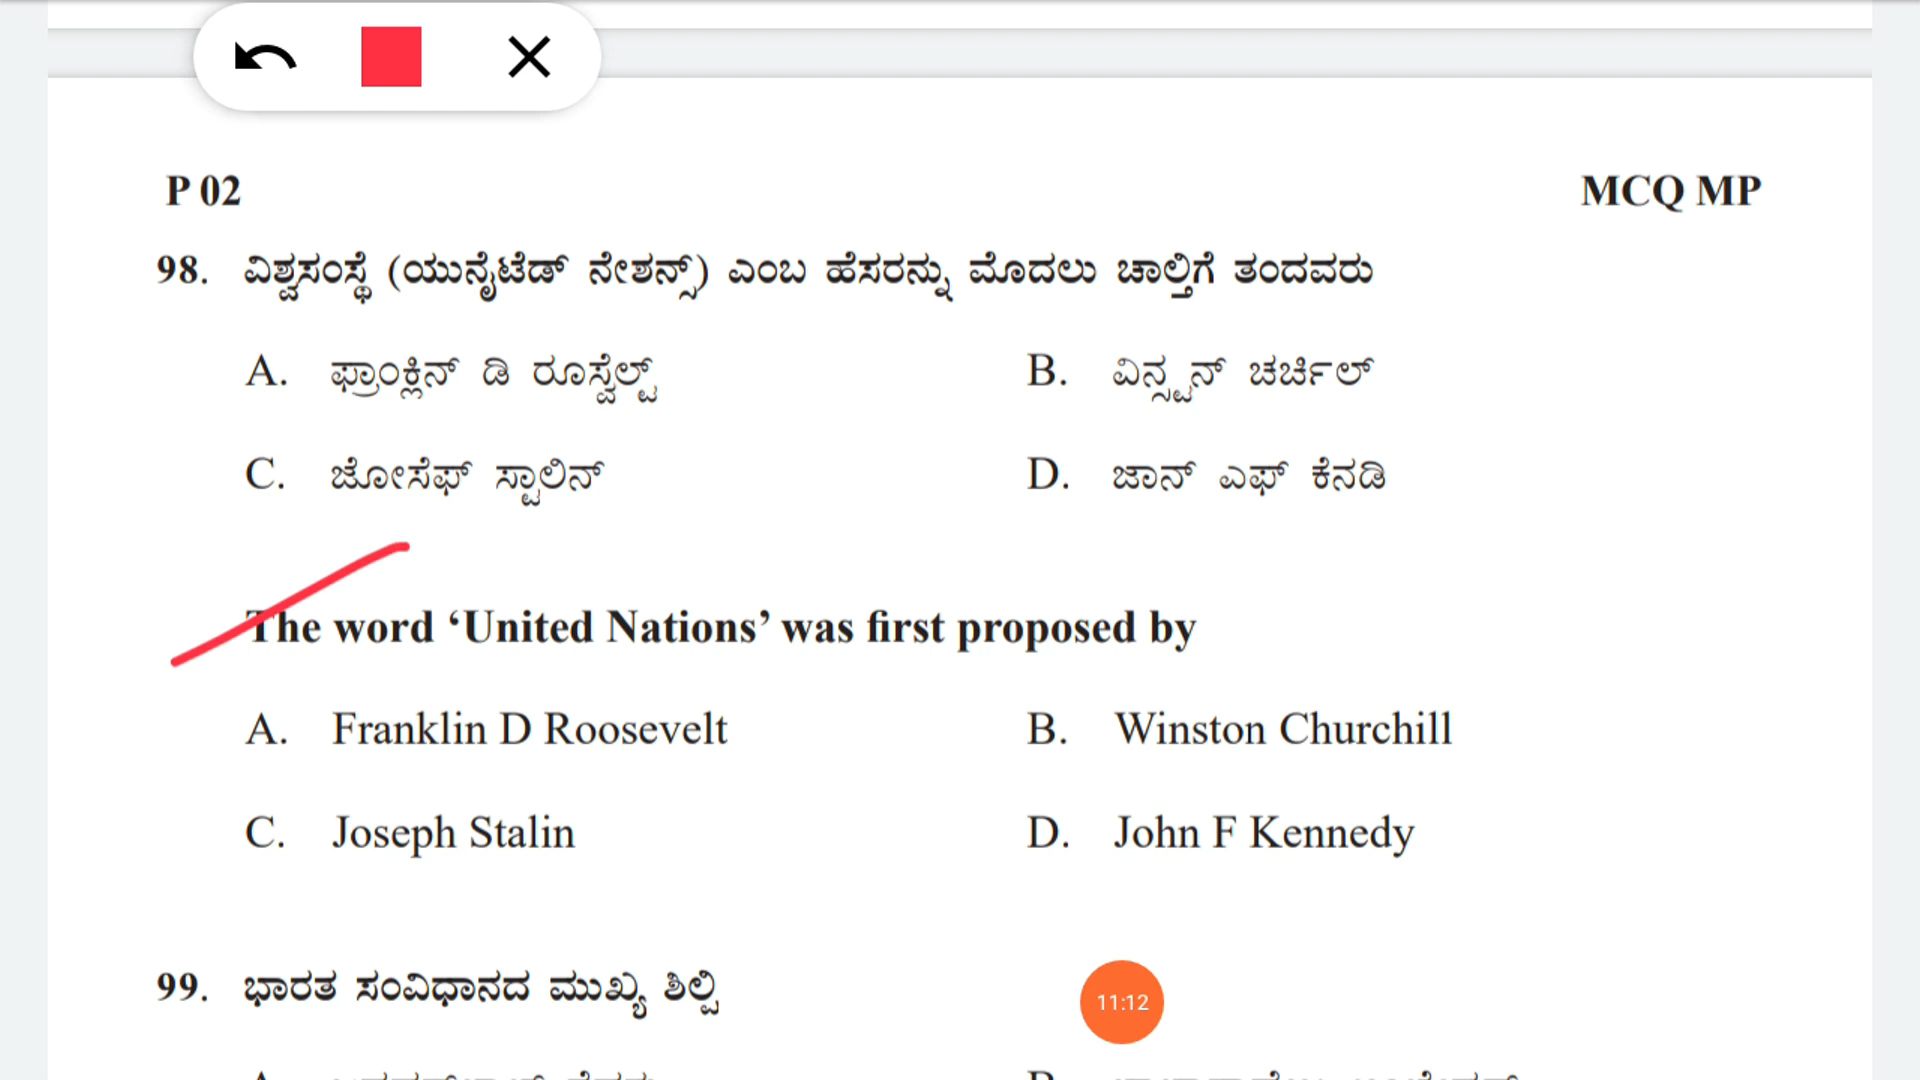 P 02
MCQ MP
98. ವಿಶ್ವಸಂಸ್ಥೆ (ಯುನೈಟೆಡ್ ನೇಶನ್ಸ್) ಎಂಬ ಹೆಸರನ್ನು ಮೊದಲು ಚಾಲ್ತಿಗೆ ತಂದವರು
A. ಫ್ರಾಂಕ್ಲಿನ್ ಡಿ ರೂಸ್ವೆಲ್ಟ್
B. ವಿನ್ಸ್ಟನ್ ಚರ್ಚಿಲ್
C. ಜೋಸೆಫ್ ಸ್ಟಾಲಿನ್
D. ಜಾನ್ ಎಫ್ ಕೆನಡಿ
The word ‘United Nations’ was first proposed by
A. Franklin D Roosevelt
B. Winston Churchill
C. Joseph Stalin
D. John F Kennedy
99. ಭಾರತ ಸಂವಿಧಾನದ ಮುಖ್ಯ ಶಿಲ್ಪಿ
11:12